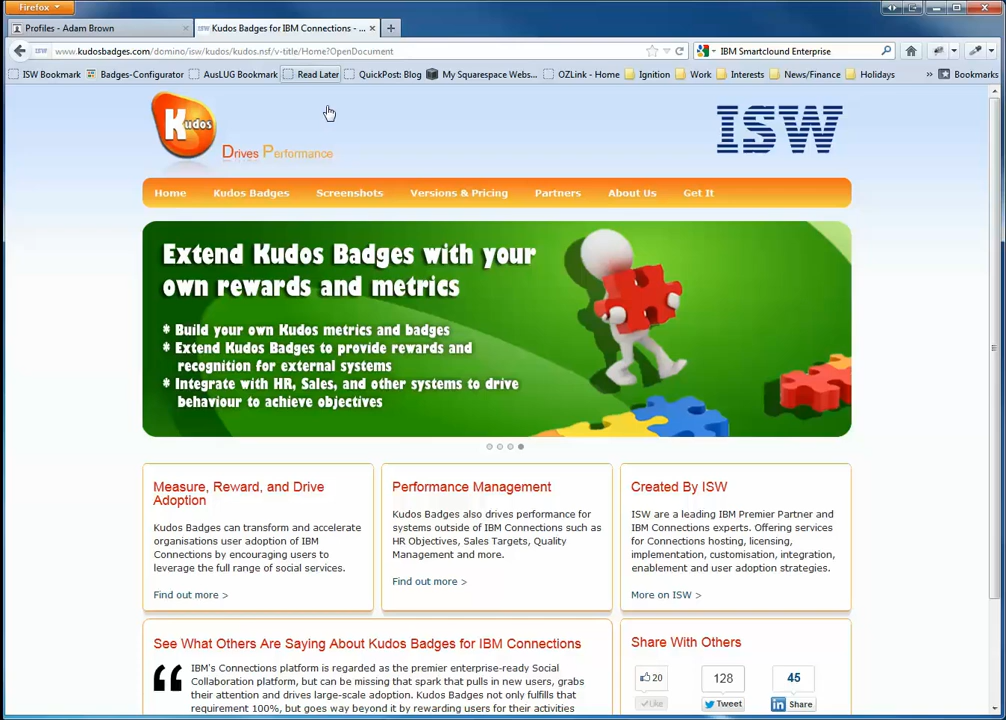 Firefox
Profiles - Adam Brown
Kudos Badges for IBM Connections - ...
www.kudosbadges.com/domino/isw/kudos/kudos.nsf/v-title/Home?OpenDocument
IBM Smartcloud Enterprise
ISW Bookmark
Badges-Configurator
AusLUG Bookmark
Read Later
QuickPost: Blog
My Squarespace Webs...
OZLink - Home
Ignition
Work
Interests
News/Finance
Holidays
»
Bookmarks
Kudos
Drives Performance
ISW
Home
Kudos Badges
Screenshots
Versions & Pricing
Partners
About Us
Get It
Extend Kudos Badges with your
own rewards and metrics
* Build your own Kudos metrics and badges
* Extend Kudos Badges to provide rewards and
recognition for external systems
* Integrate with HR, Sales, and other systems to drive
behaviour to achieve objectives
Measure, Reward, and Drive
Adoption
Kudos Badges can transform and accelerate
organisations user adoption of IBM
Connections by encouraging users to
leverage the full range of social services.
Find out more >
Performance Management
Kudos Badges also drives performance for
systems outside of IBM Connections such as
HR Objectives, Sales Targets, Quality
Management and more.
Find out more >
Created By ISW
ISW are a leading IBM Premier Partner and
IBM Connections experts. Offering services
for Connections hosting, licensing,
implementation, customisation, integration,
enablement and user adoption strategies.
More on ISW >
See What Others Are Saying About Kudos Badges for IBM Connections
“ IBM's Connections platform is regarded as the premier enterprise-ready Social
Collaboration platform, but can be missing that spark that pulls in new users, grabs
their attention and drives large-scale adoption. Kudos Badges not only fulfills that
requirement 100%, but goes way beyond it by rewarding users for their activities
Share With Others
20
128
45
Like
Tweet
Share